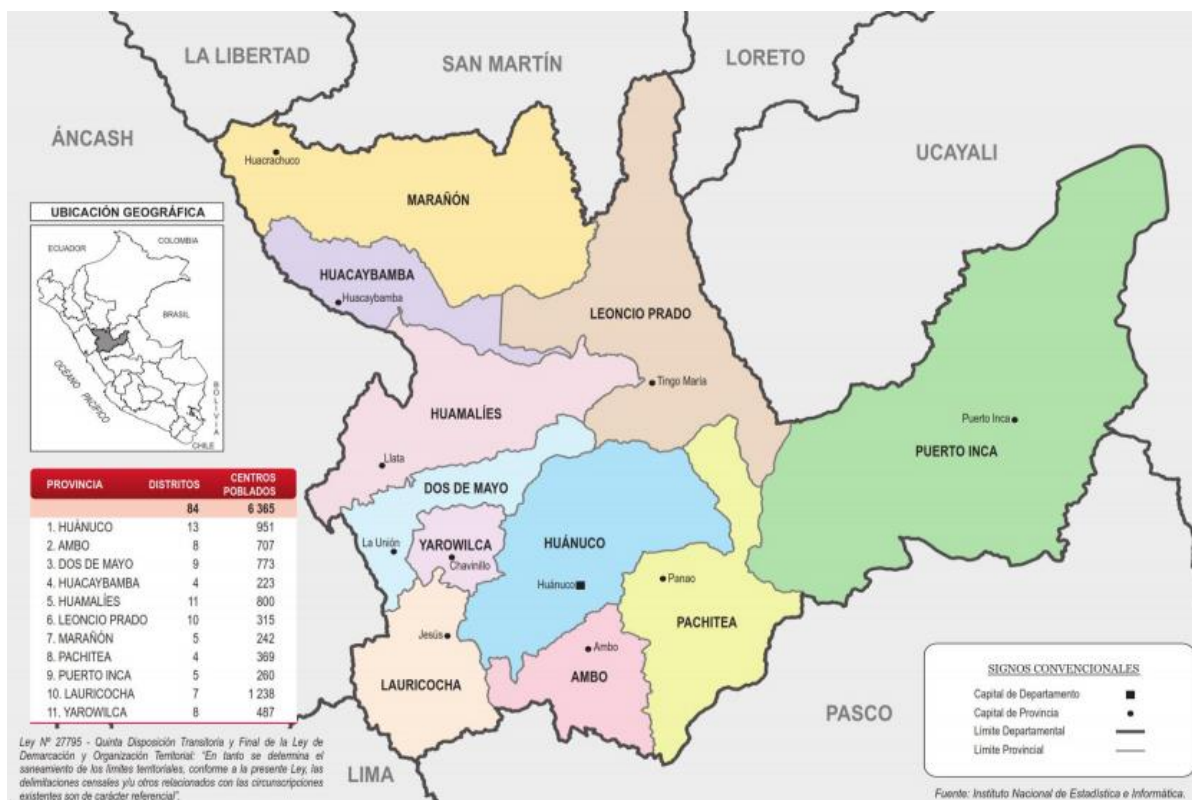 LA LIBERTAD
SAN MARTÍN
LORETO
ÁNCASH
UCAYALI
Huacrachuco
MARAÑÓN
UBICACIÓN GEOGRÁFICA
ECUADOR
COLOMBIA
BRASIL
OCÉANO PACÍFICO
BOLIVIA
CHILE
HUACAYBAMBA
Huacaybamba
LEONCIO PRADO
Tingo María
HUAMALÍES
Llata
Puerto Inca
PUERTO INCA
DOS DE MAYO
La Unión
YAROWILCA
Chavinillo
HUÁNUCO
Huánuco
Panao
PACHITEA
Jesús
LAURICOCHA
Ambo
AMBO
PASCO
LIMA
PROVINCIA DISTRITOS CENTROS
POBLADOS
84 6 365
1. HUÁNUCO 13 951
2. AMBO 8 707
3. DOS DE MAYO 9 773
4. HUACAYBAMBA 4 223
5. HUAMALÍES 11 800
6. LEONCIO PRADO 10 315
7. MARAÑÓN 5 242
8. PACHITEA 4 369
9. PUERTO INCA 5 260
10. LAURICOCHA 7 1 238
11. YAROWILCA 8 487
Ley Nº 27795 - Quinta Disposición Transitoria y Final de la Ley de
Demarcación y Organización Territorial: "En tanto se determina el
saneamiento de los límites territoriales, conforme a la presente Ley, las
delimitaciones censales y/u otros relacionados con las circunscripciones
existentes son de carácter referencial".
SIGNOS CONVENCIONALES
Capital de Departamento
Capital de Provincia
Límite Departamental
Límite Provincial
Fuente: Instituto Nacional de Estadística e Informática.